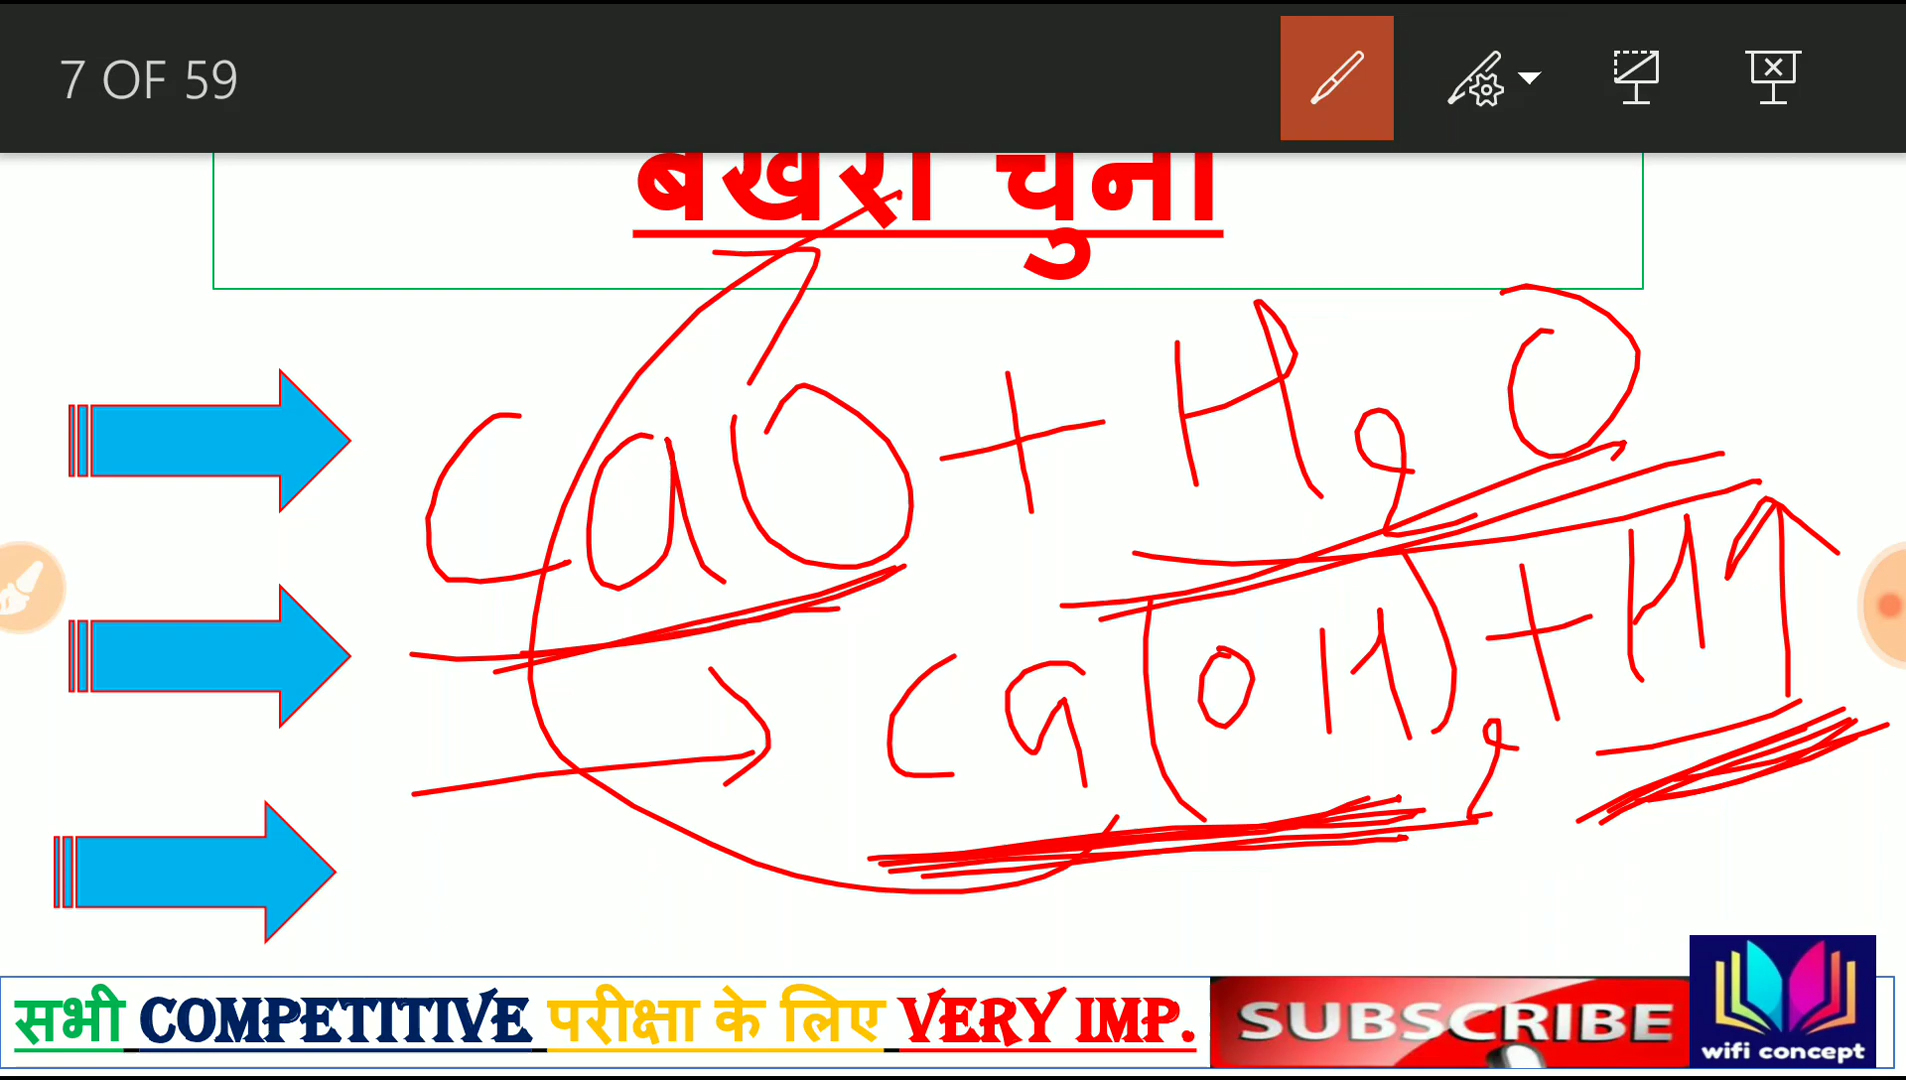 7 OF 59
बखरा चुना
CaO + H2O
→ Ca(OH)2 + H↑
सभी COMPETITIVE परीक्षा के लिए VERY IMP.
SUBSCRIBE
wifi concept